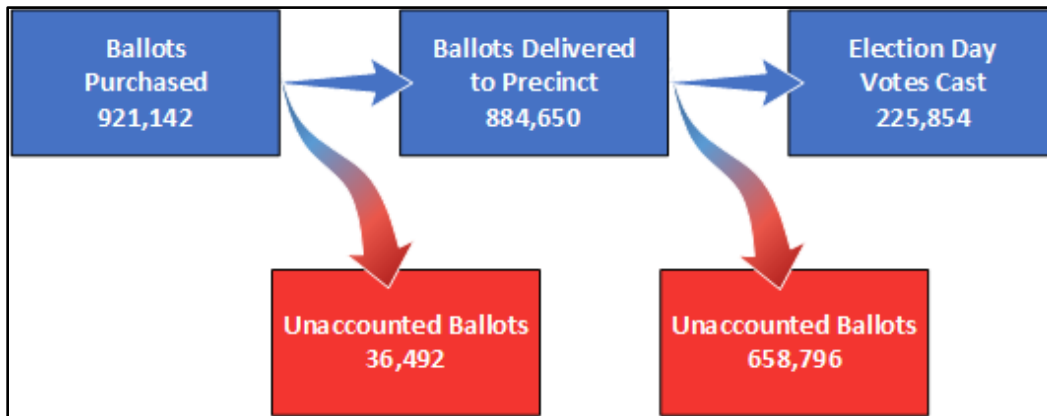 Ballots
Purchased
921,142
Ballots Delivered
to Precinct
884,650
Election Day
Votes Cast
225,854
Unaccounted Ballots
36,492
Unaccounted Ballots
658,796